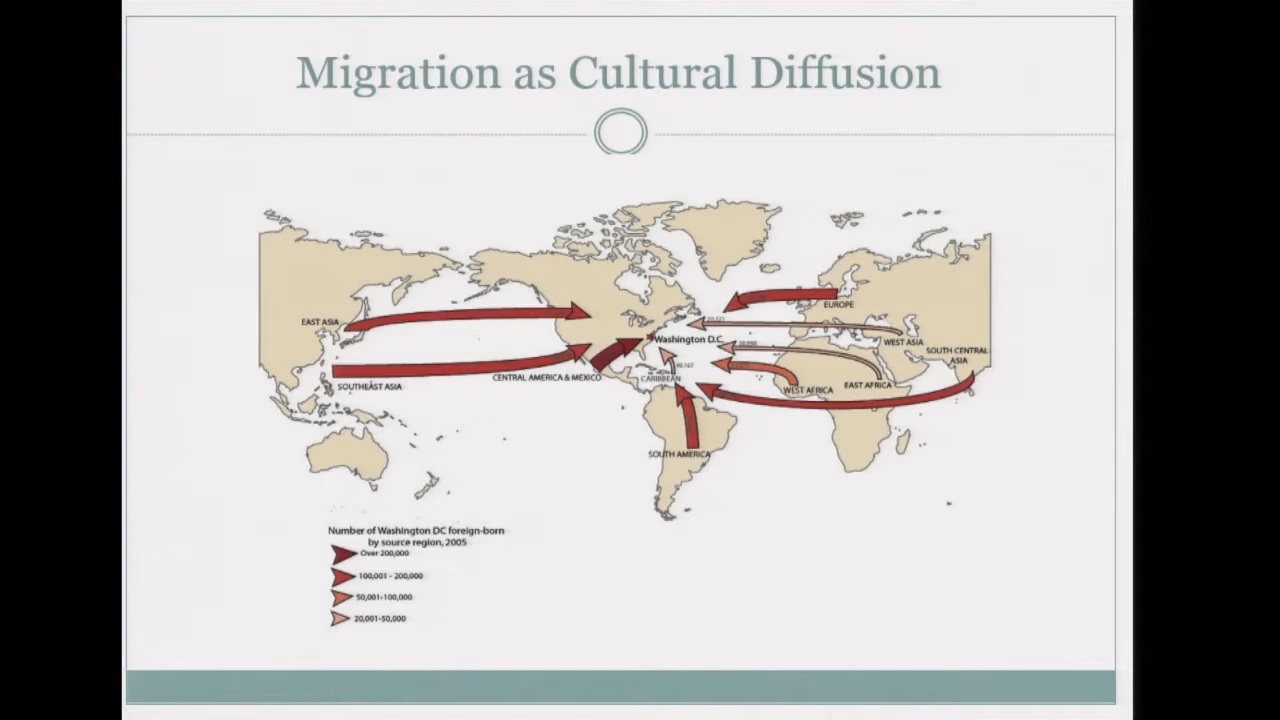 Migration as Cultural Diffusion
EUROPE
EAST ASIA
Washington D.C.
WEST ASIA
SOUTH CENTRAL
ASIA
SOUTHEAST ASIA
CENTRAL AMERICA & MEXICO
CARIBBEAN
49,167
WEST AFRICA
EAST AFRICA
SOUTH AMERICA
Number of Washington DC foreign-born
by source region, 2005
Over 200,000
100,001 - 200,000
50,001-100,000
20,001-50,000